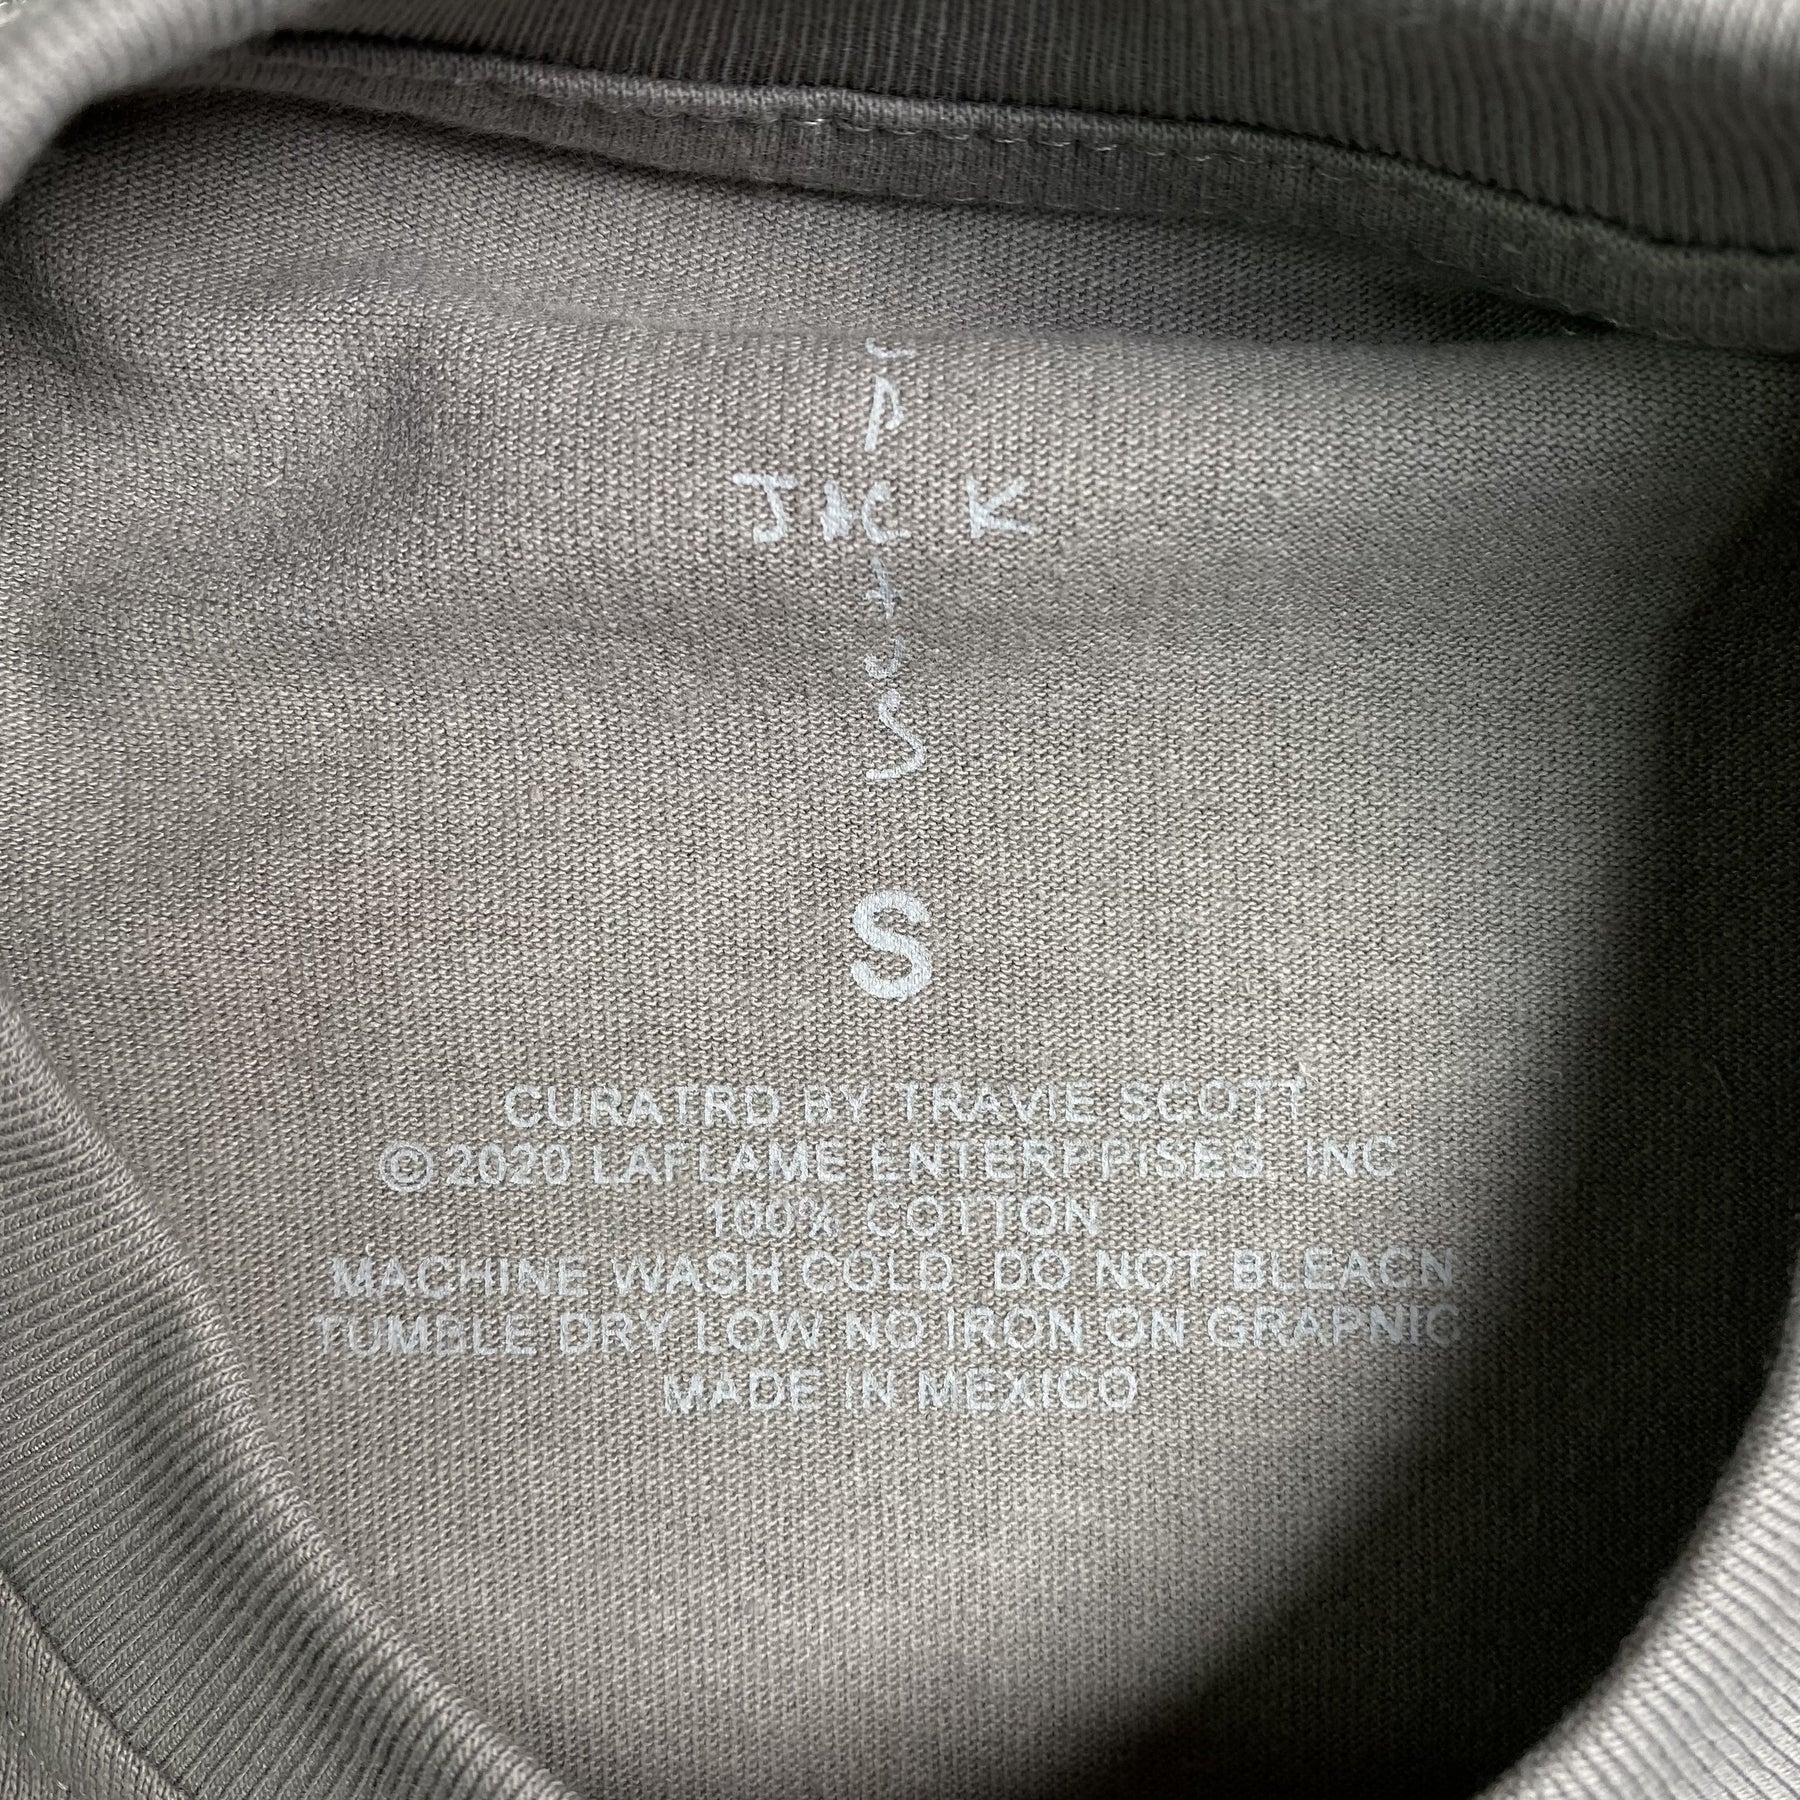 JACK
S
CURATRD BY TRAVIE SCOTT
©2020 LAFLAME ENTERPPISES, INC
100% COTTON
MACHINE WASH COLD, DO NOT BLEACN
TUMBLE DRY LOW NO IRON ON GRAPNIC
MADE IN MEXICO